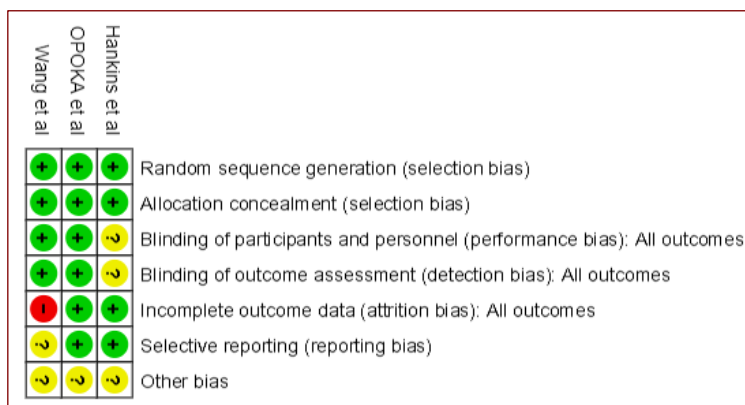 Wang et al
OPOKA et al
Hankins et al
+ + + Random sequence generation (selection bias)
+ + + Allocation concealment (selection bias)
+ + ? Blinding of participants and personnel (performance bias): All outcomes
+ + ? Blinding of outcome assessment (detection bias): All outcomes
- + + Incomplete outcome data (attrition bias): All outcomes
? + + Selective reporting (reporting bias)
? ? ? Other bias